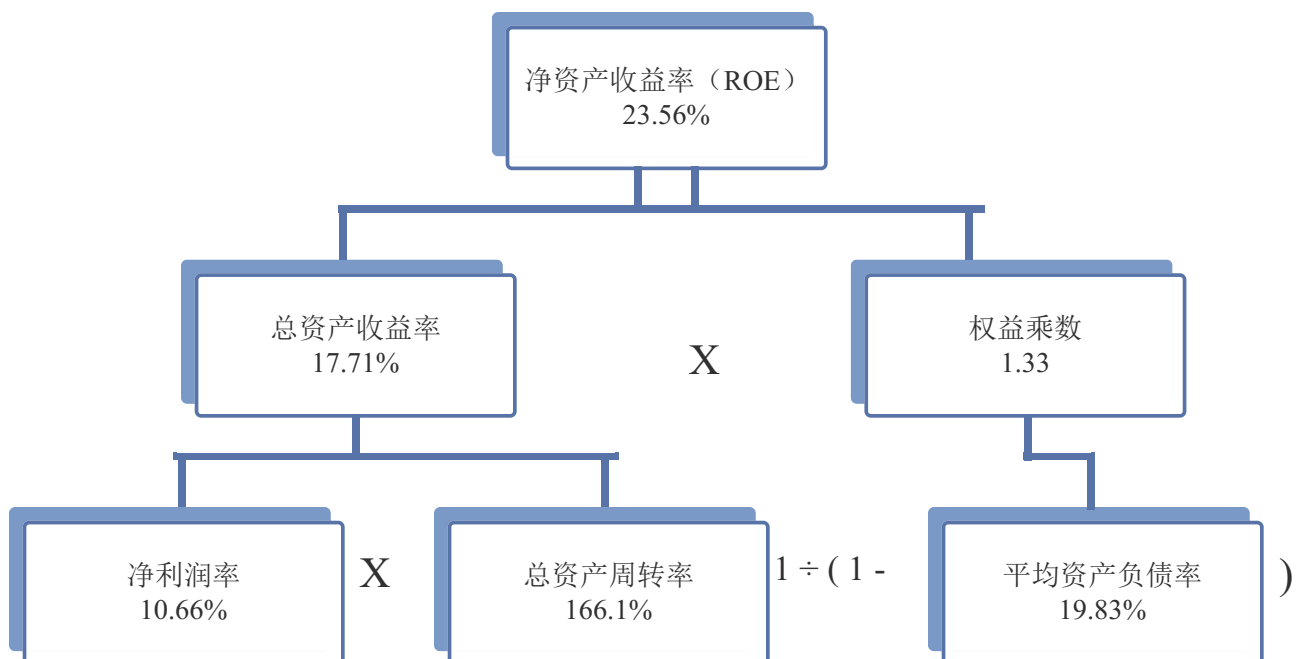 净资产收益率（ROE）
23.56%
总资产收益率
17.71%
X
权益乘数
1.33
净利润率
10.66%
X
总资产周转率
166.1%
1 ÷ ( 1 -
平均资产负债率
19.83%
)